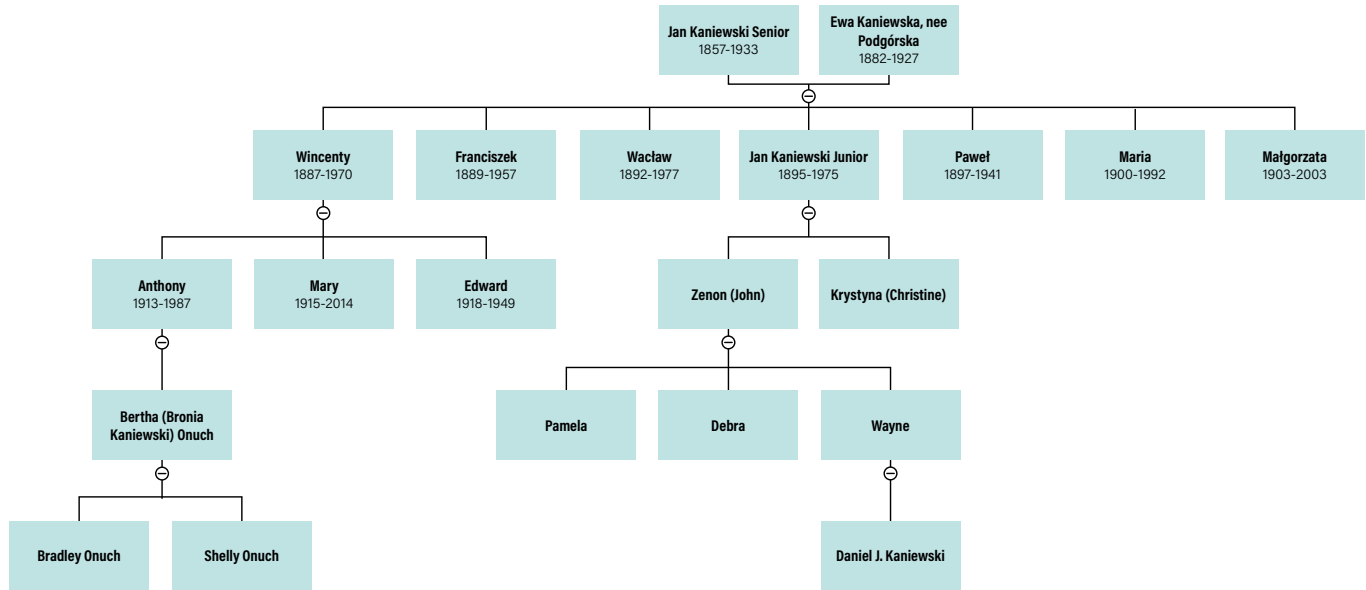 Jan Kaniewski Senior
1857-1933
Ewa Kaniewska, nee
Podgórska
1882-1927
Wincenty
1887-1970
Franciszek
1889-1957
Wacław
1892-1977
Jan Kaniewski Junior
1895-1975
Paweł
1897-1941
Maria
1900-1992
Małgorzata
1903-2003
Anthony
1913-1987
Mary
1915-2014
Edward
1918-1949
Zenon (John)
Krystyna (Christine)
Bertha (Bronia
Kaniewski) Onuch
Pamela
Debra
Wayne
Bradley Onuch
Shelly Onuch
Daniel J. Kaniewski